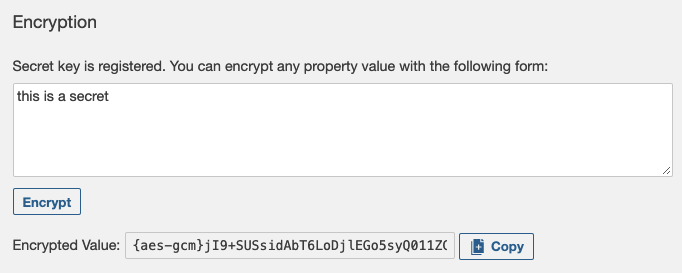 Encryption
Secret key is registered. You can encrypt any property value with the following form:
this is a secret
Encrypt
Encrypted Value: {aes-gcm}jI9+SUSsidAbT6LoDjlEGo5syQ011Z
Copy